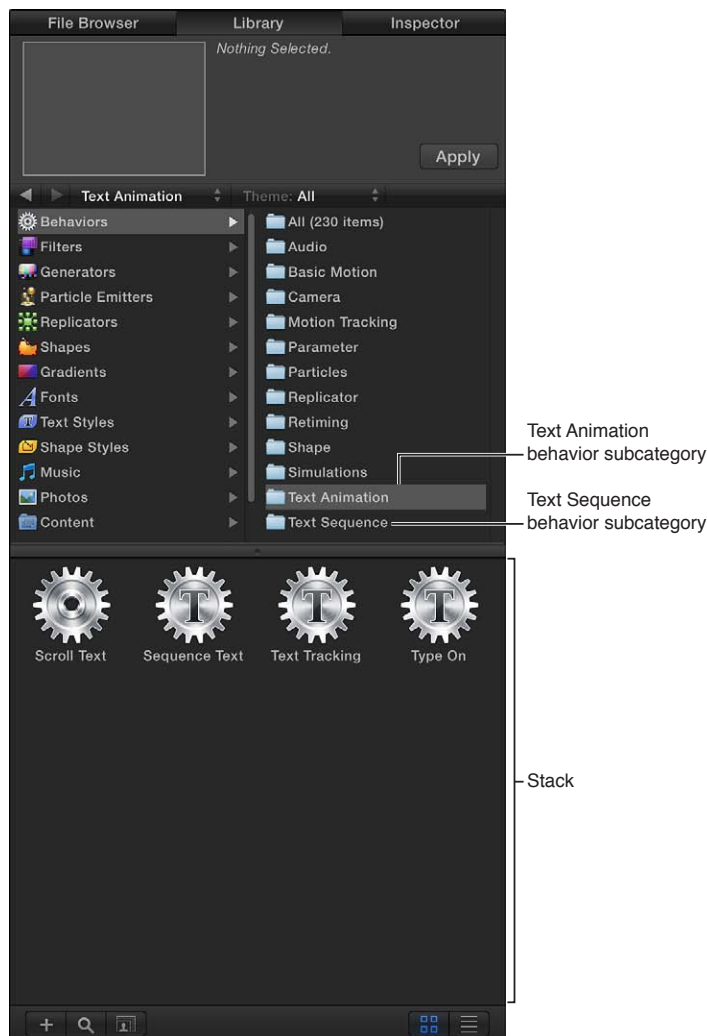 File Browser Library Inspector
Nothing Selected.
Apply
Text Animation Theme: All
Behaviors All (230 items)
Filters Audio
Generators Basic Motion
Particle Emitters Camera
Replicators Motion Tracking
Shapes Parameter
Gradients Particles
Fonts Replicator
Text Styles Retiming
Shape Styles Shape
Music Simulations
Photos Text Animation
Content Text Sequence
Text Animation
behavior subcategory
Text Sequence
behavior subcategory
Scroll Text Sequence Text Text Tracking Type On
Stack